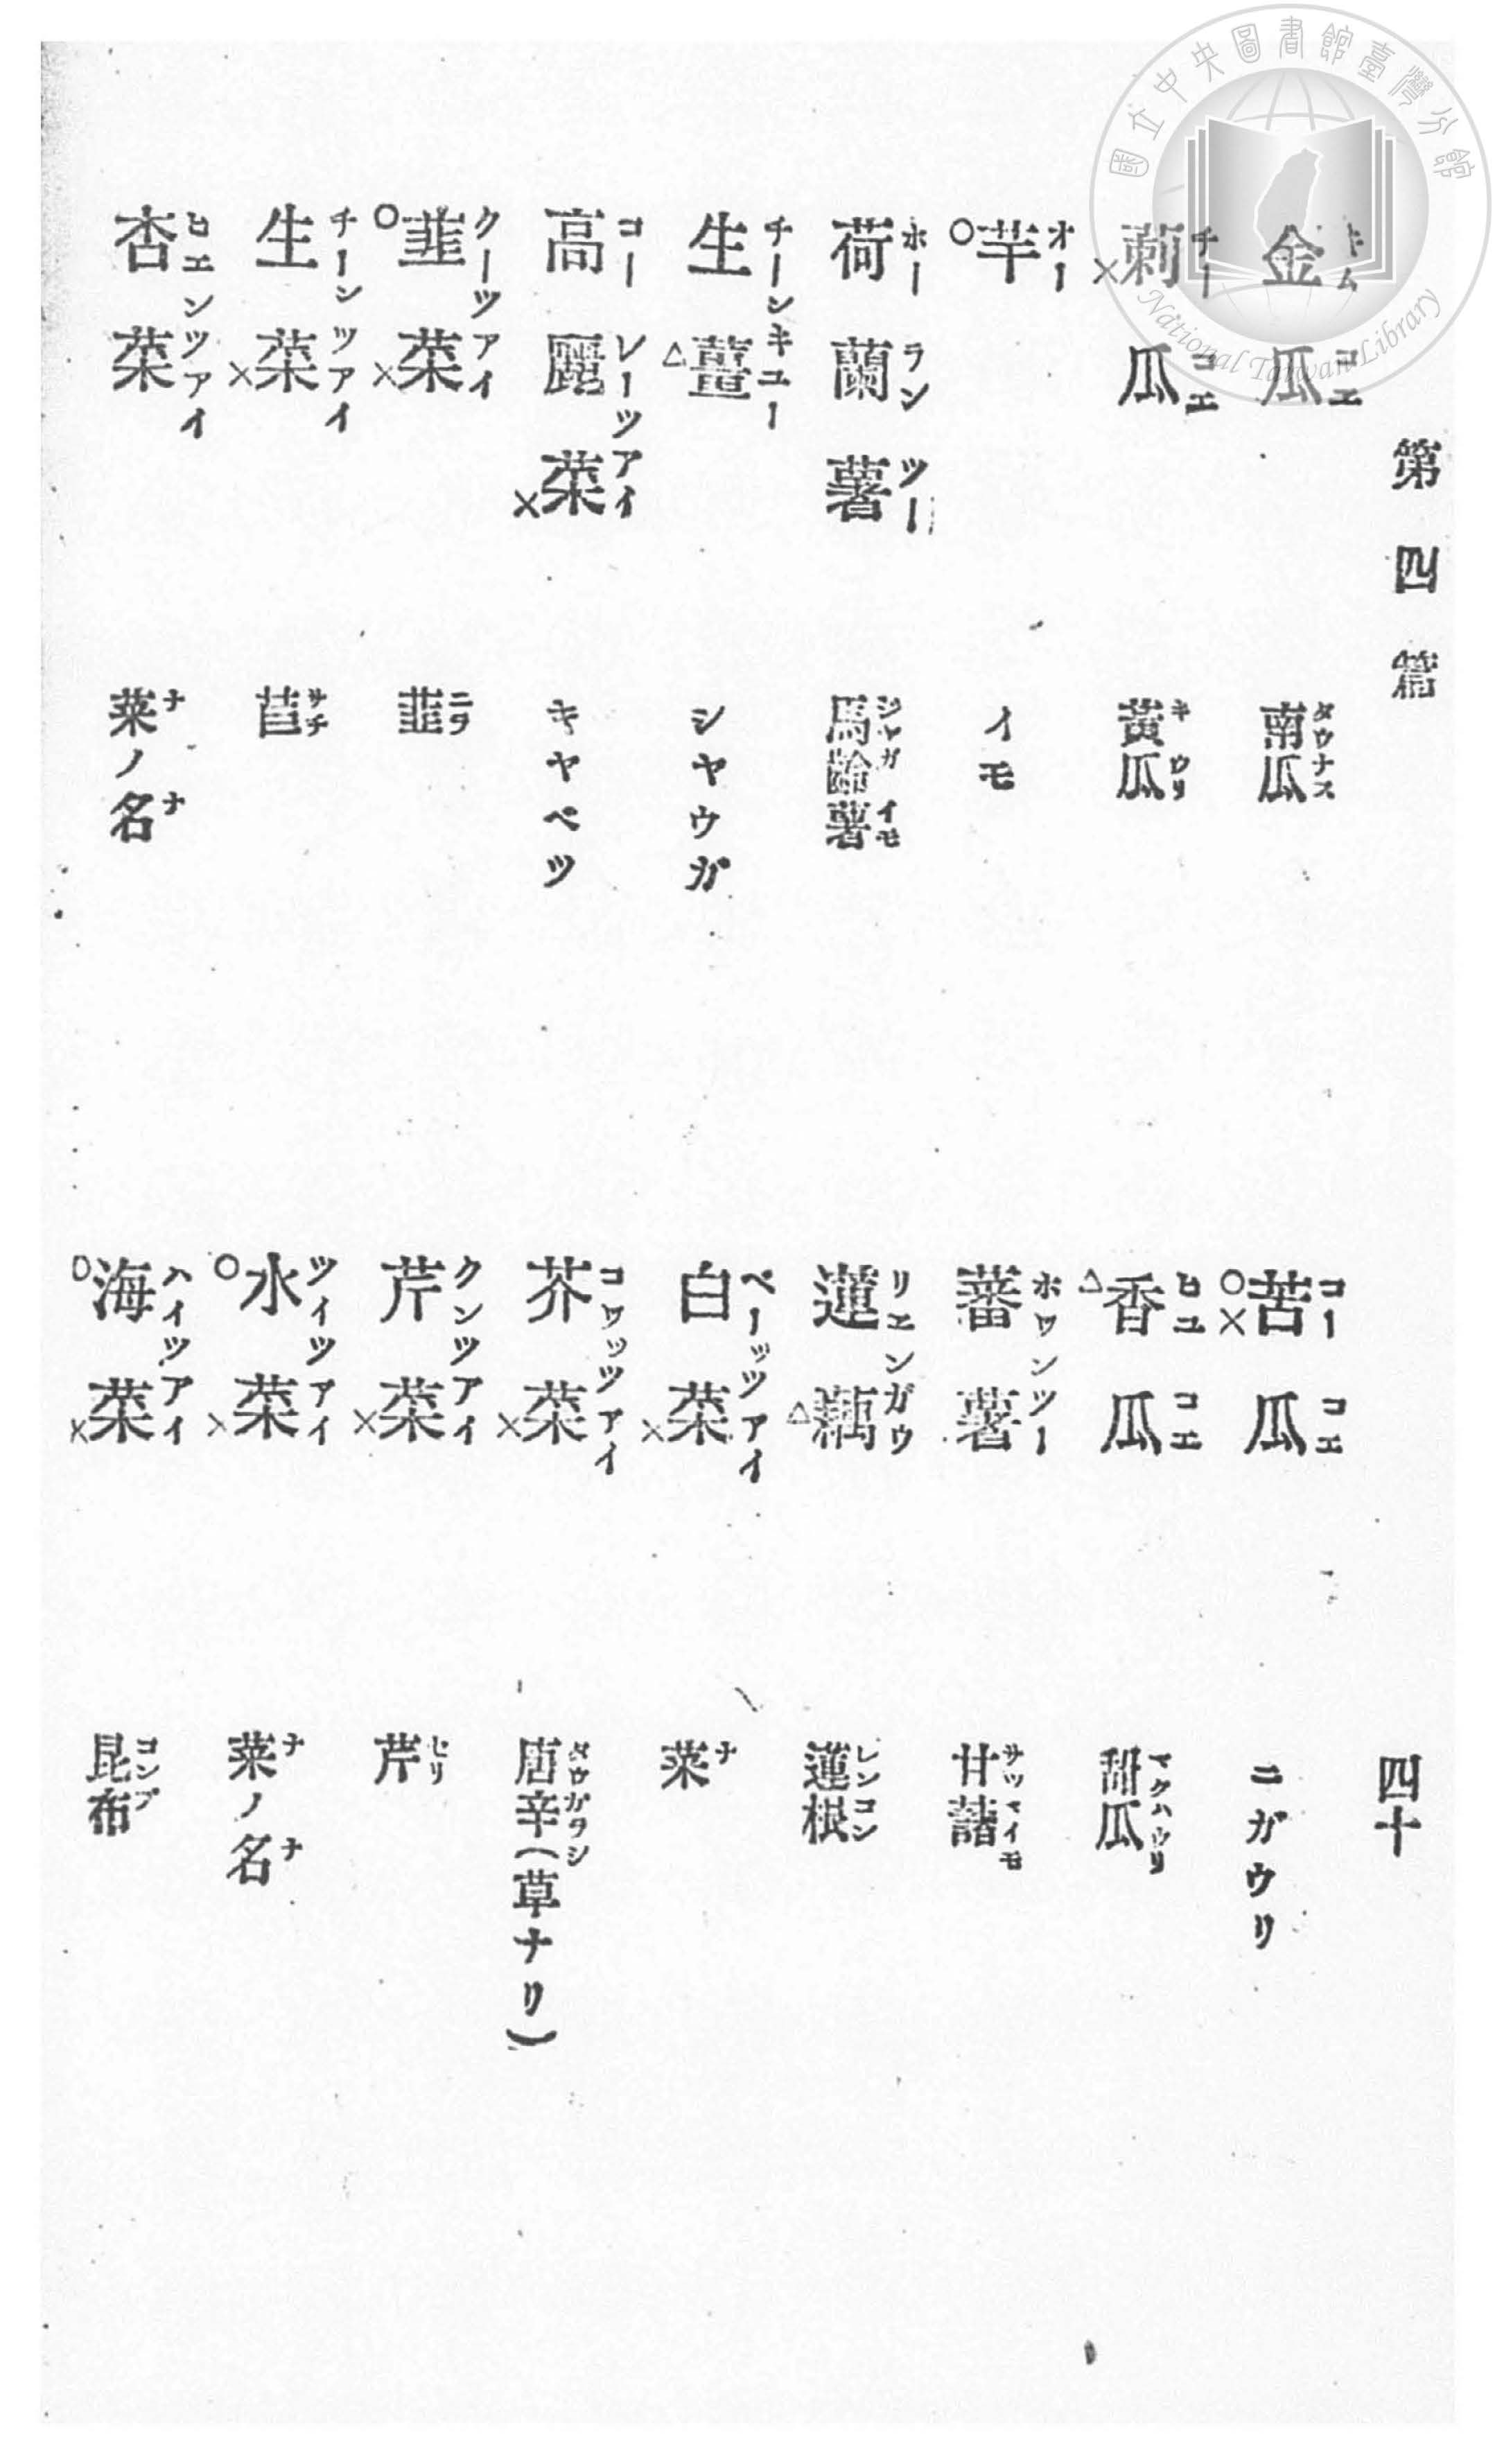 國立中央圖書館臺灣分館
National Taiwan Library
第四篇
金瓜 キムコエ 南瓜 タウナス
莿瓜 チーコエ 黃瓜 キウリ
芋 オー イモ
荷蘭薯 ホーランツー 馬齡薯 ジヤガイモ
生薑 チーンキユー シヤウガ
高麗菜 コーレーツアイ キヤベツ
韮菜 クーツアイ 韮 ニラ
生菜 チーンツアイ 苣 サチ
杏菜 ヒエンツアイ 菜ノ名 ナ ナ
苦瓜 コーコエ ニガウリ
香瓜 ヒユコエ 甜瓜 マクハウリ
蕃薯 ホワンツー 甘諸 サツマイモ
蓮藕 リエンガウ 蓮根 レンコン
白菜 ベーッツアイ 菜 ナ
芥菜 コワッツアイ 唐辛(草ナリ) タウガラシ
芹菜 クンツアイ 芹 セリ
水菜 ツイツアイ 菜ノ名 ナ ナ
海菜 ハイツアイ 昆布 コンブ
四十